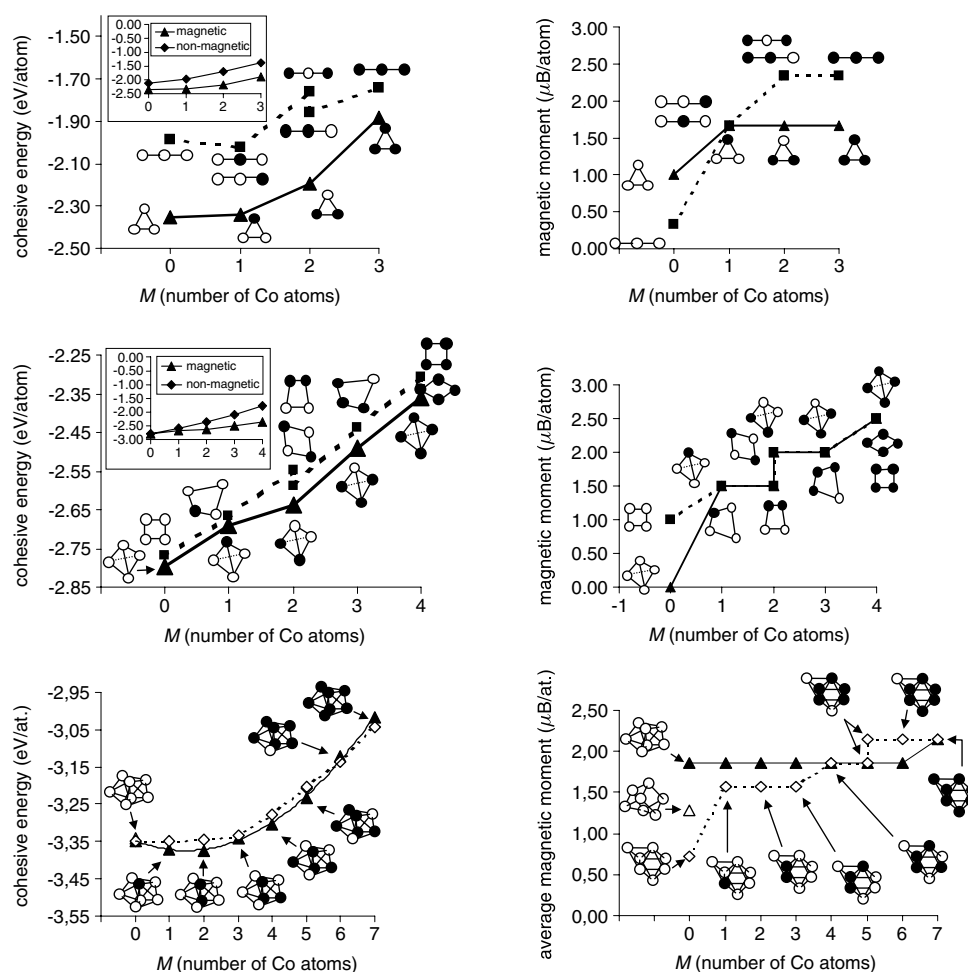 cohesive energy (eV/atom)
-1.50
-1.70
-1.90
-2.10
-2.30
-2.50
0.00
-0.50
-1.00
-1.50
-2.00
-2.50
magnetic
non-magnetic
0 1 2 3
0 1 2 3
M (number of Co atoms)
magnetic moment (μB/atom)
3.00
2.50
2.00
1.50
1.00
0.50
0.00
0 1 2 3
M (number of Co atoms)
cohesive energy (eV/atom)
-2.25
-2.35
-2.45
-2.55
-2.65
-2.75
-2.85
0.00
-0.50
-1.00
-1.50
-2.00
-2.50
-3.00
magnetic
non-magnetic
0 1 2 3 4
0 1 2 3 4
M (number of Co atoms)
magnetic moment (μB/atom)
3.00
2.50
2.00
1.50
1.00
0.50
0.00
-1 0 1 2 3 4
M (number of Co atoms)
cohesive energy (eV/at.)
-2.95
-3.05
-3.15
-3.25
-3.35
-3.45
-3,55
0 1 2 3 4 5 6 7
M (number of Co atoms)
average magnetic moment (μB/at.)
2,50
2,00
1,50
1,00
0,50
0,00
0 1 2 3 4 5 6 7
M (number of Co atoms)